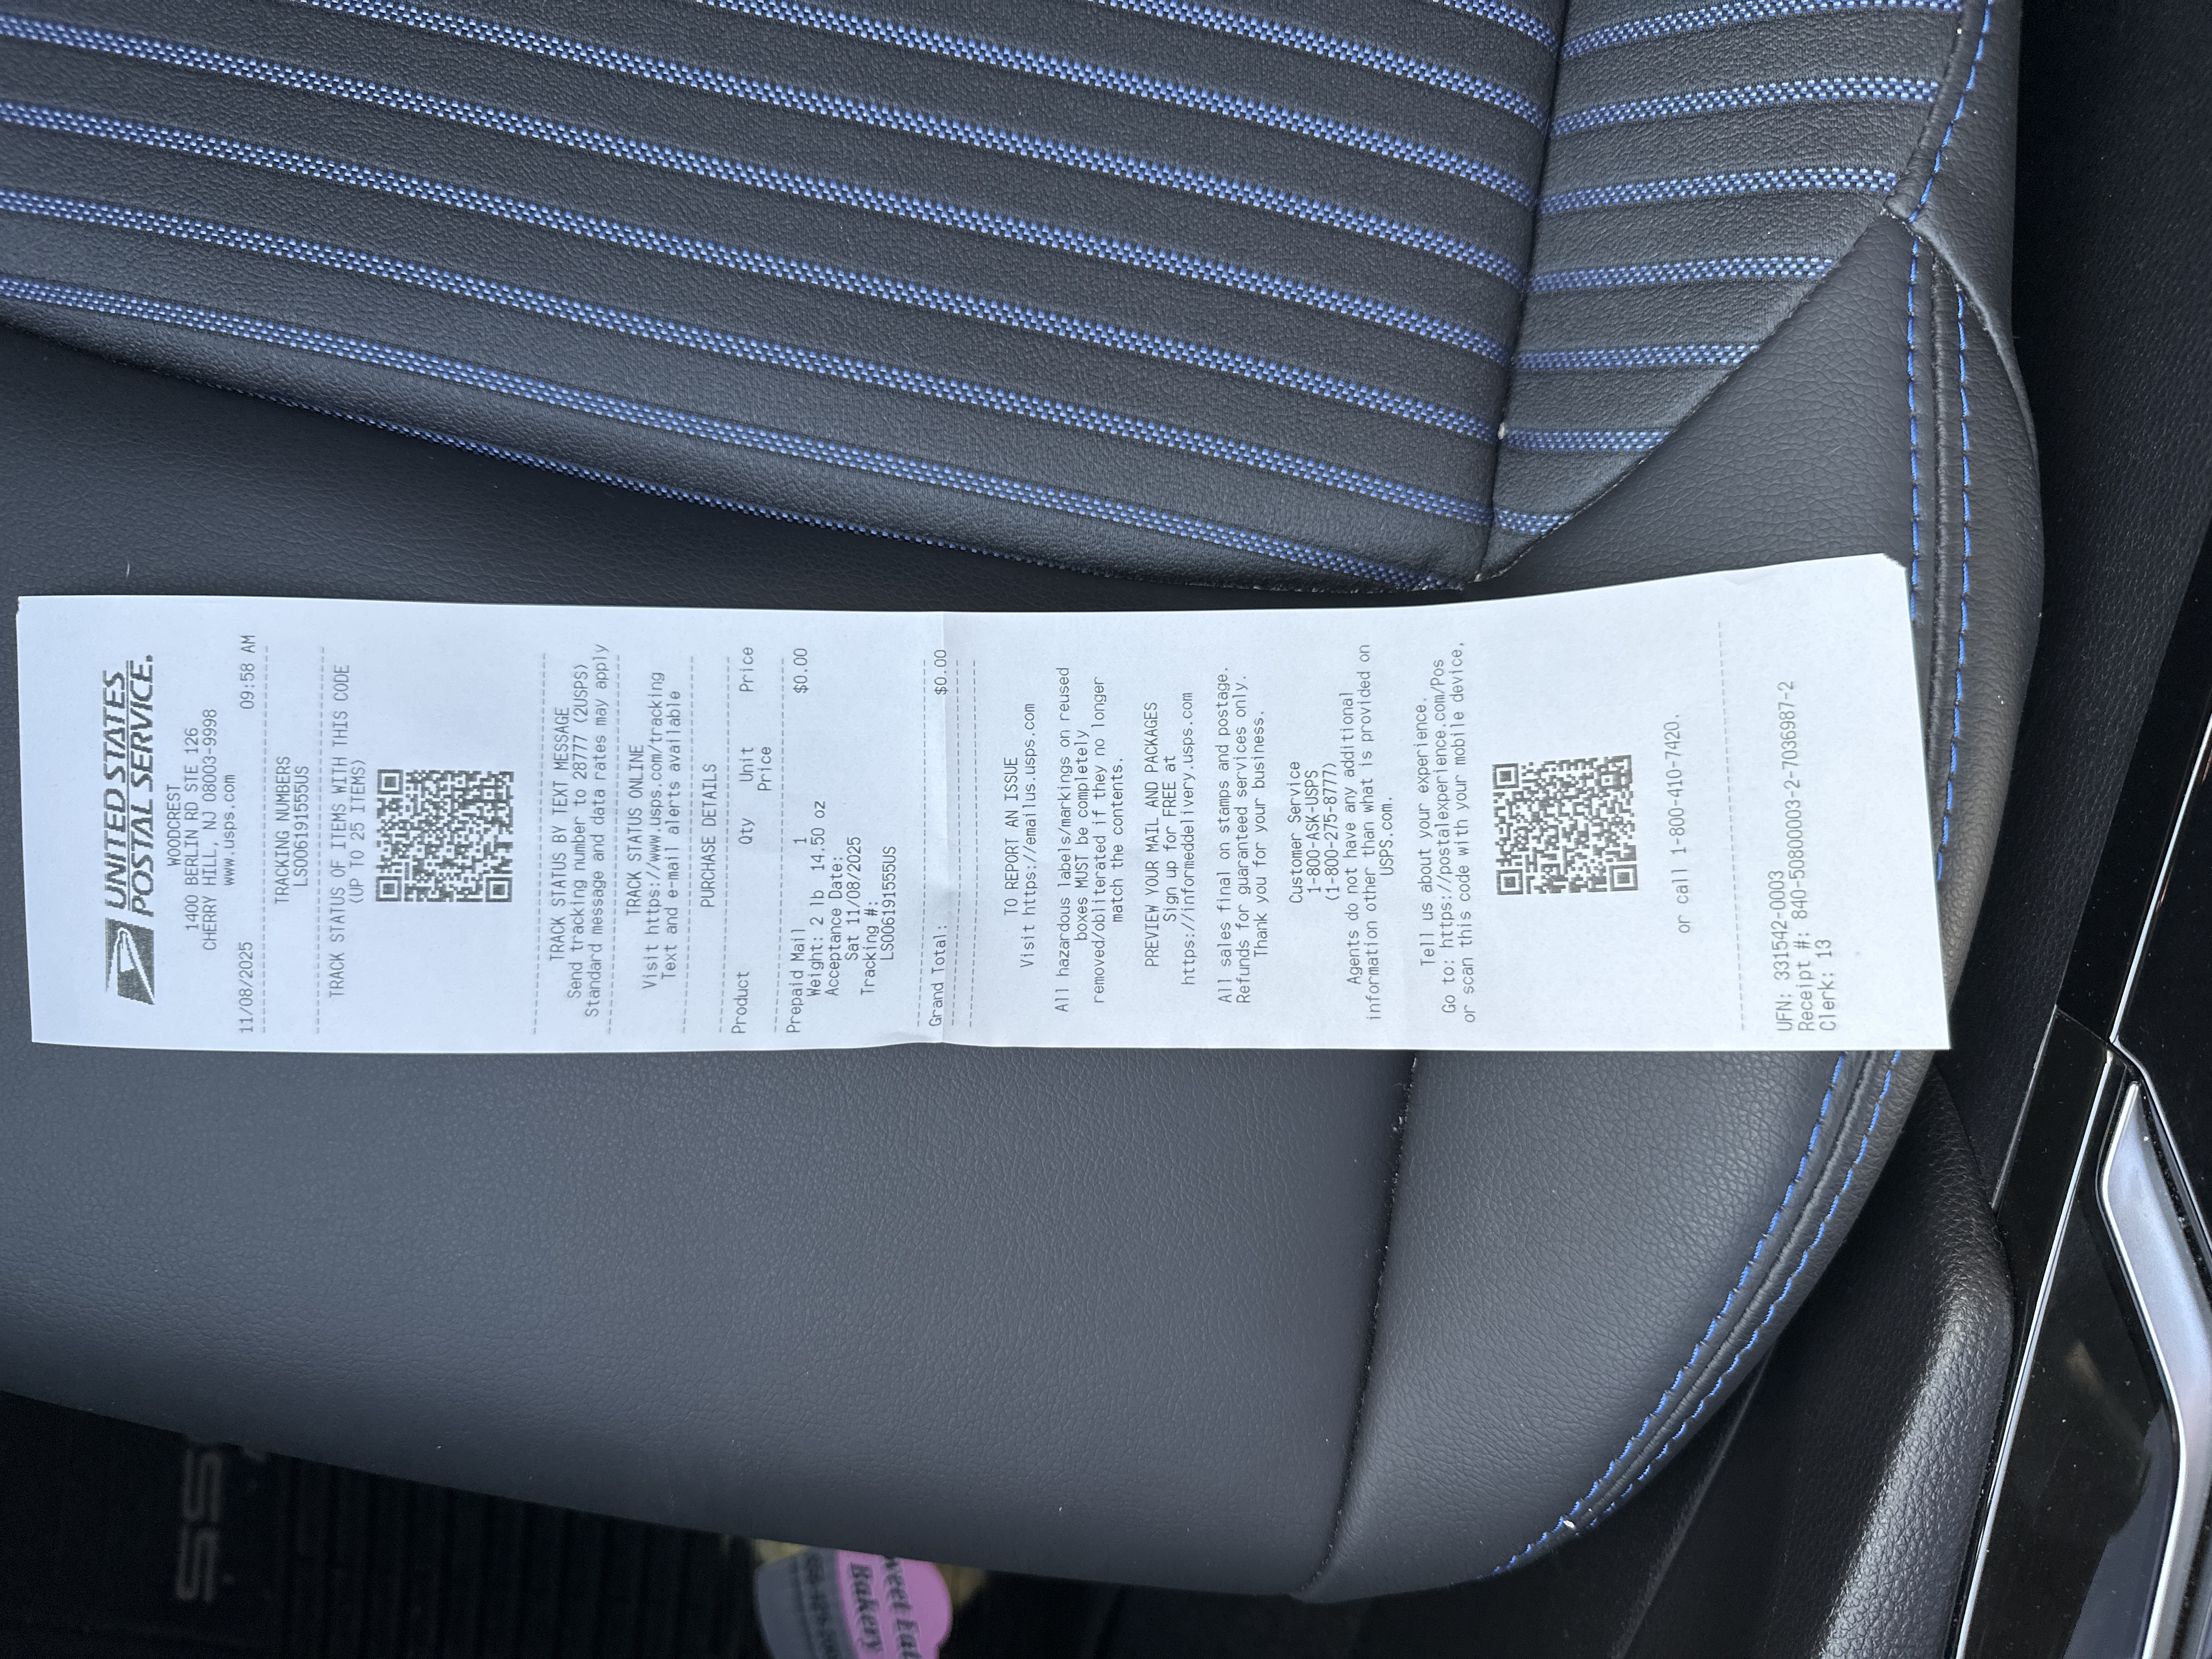 UNITED STATES
POSTAL SERVICE.
WOODCREST
1400 BERLIN RD STE 126
CHERRY HILL, NJ 08003-9998
www.usps.com
11/08/2025 09:58 AM
TRACKING NUMBERS
LS006191555US
TRACK STATUS OF ITEMS WITH THIS CODE
(UP TO 25 ITEMS)
TRACK STATUS BY TEXT MESSAGE
Send tracking number to 28777 (2USPS)
Standard message and data rates may apply
TRACK STATUS ONLINE
Visit https://www.usps.com/tracking
Text and e-mail alerts available
PURCHASE DETAILS
Product Qty Unit Price
Price
Prepaid Mail 1 $0.00
Weight: 2 lb 14.50 oz
Acceptance Date:
Sat 11/08/2025
Tracking #:
LS006191555US
Grand Total: $0.00
TO REPORT AN ISSUE
Visit https://emailus.usps.com
All hazardous labels/markings on reused
boxes MUST be completely
removed/obliterated if they no longer
match the contents.
PREVIEW YOUR MAIL AND PACKAGES
Sign up for FREE at
https://informeddelivery.usps.com
All sales final on stamps and postage.
Refunds for guaranteed services only.
Thank you for your business.
Customer Service
1-800-ASK-USPS
(1-800-275-8777)
Agents do not have any additional
information other than what is provided on
USPS.com.
Tell us about your experience.
Go to: https://postalexperience.com/Pos
or scan this code with your mobile device,
or call 1-800-410-7420.
UFN: 331542-0003
Receipt #: 840-50800003-2-7036987-2
Clerk: 13
Bakery